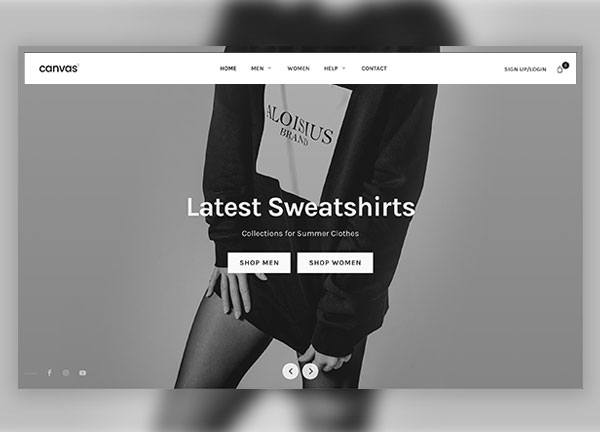 canvas
HOME MEN WOMEN HELP CONTACT
SIGN UP/LOGIN
ALOISIUS
BRAND
Latest Sweatshirts
Collections for Summer Clothes
SHOP MEN SHOP WOMEN